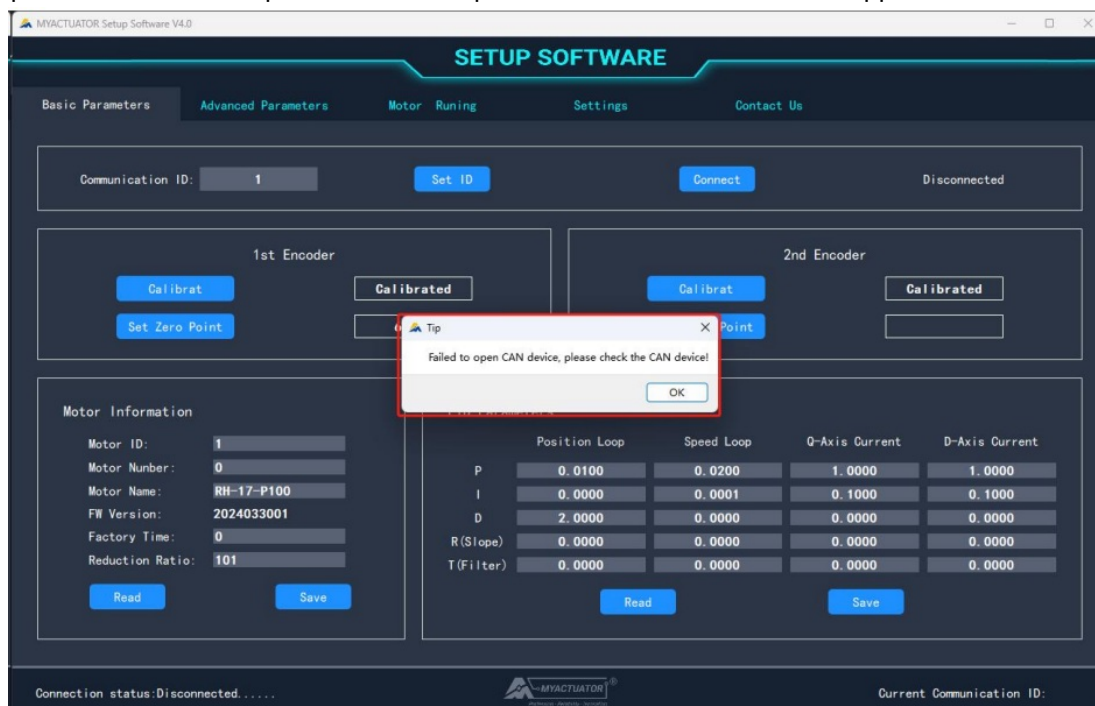 MYACTUATOR Setup Software V4.0
SETUP SOFTWARE
Basic Parameters Advanced Parameters Motor Runing Settings Contact Us
Communication ID: 1 Set ID Connect Disconnected
1st Encoder 2nd Encoder
Calibrat Calibrated Calibrat Calibrated
Set Zero Point Point
Tip
Failed to open CAN device, please check the CAN device!
OK
Motor Information
Position Loop Speed Loop Q-Axis Current D-Axis Current
Motor ID: 1
Motor Nunber: 0
Motor Name: RH-17-P100
FW Version: 2024033001
Factory Time: 0
Reduction Ratio: 101
P 0.0100 0.0200 1.0000 1.0000
I 0.0000 0.0001 0.1000 0.1000
D 2.0000 0.0000 0.0000 0.0000
R(Slope) 0.0000 0.0000 0.0000 0.0000
T(Filter) 0.0000 0.0000 0.0000 0.0000
Read Save Read Save
Connection status:Disconnected...... MYACTUATOR Current Communication ID: